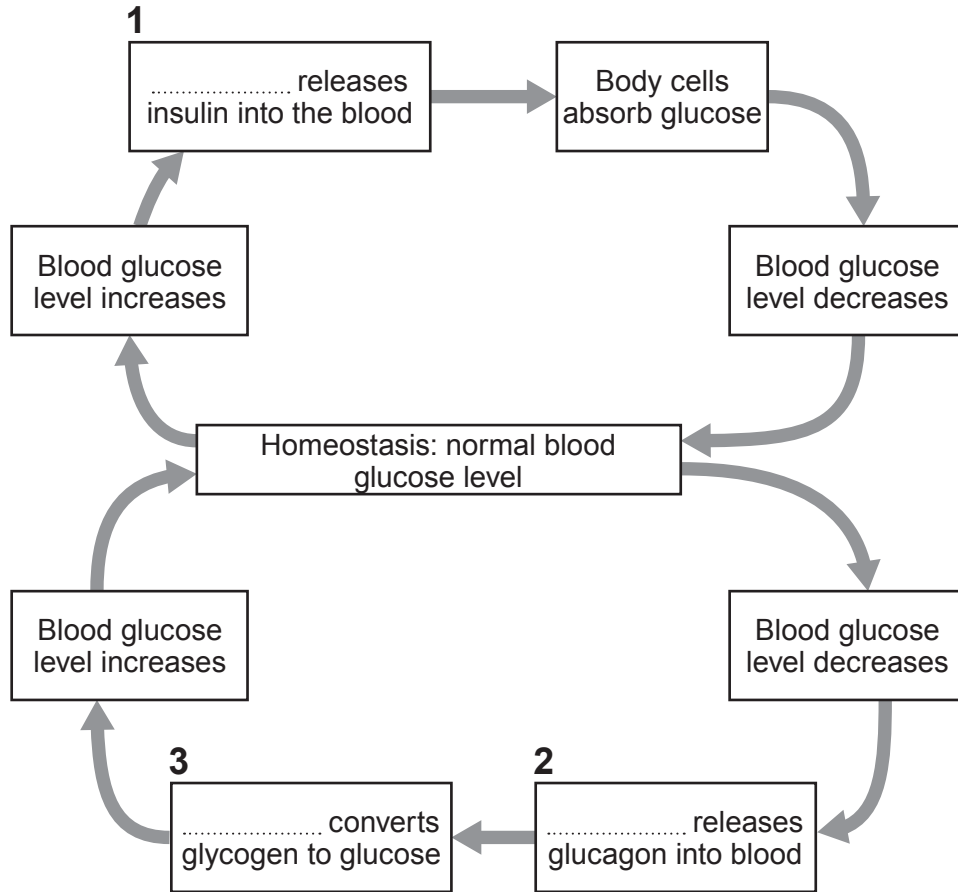 1
...................... releases
insulin into the blood
Body cells
absorb glucose
Blood glucose
level increases
Blood glucose
level decreases
Homeostasis: normal blood
glucose level
Blood glucose
level increases
Blood glucose
level decreases
3
...................... converts
glycogen to glucose
2
...................... releases
glucagon into blood